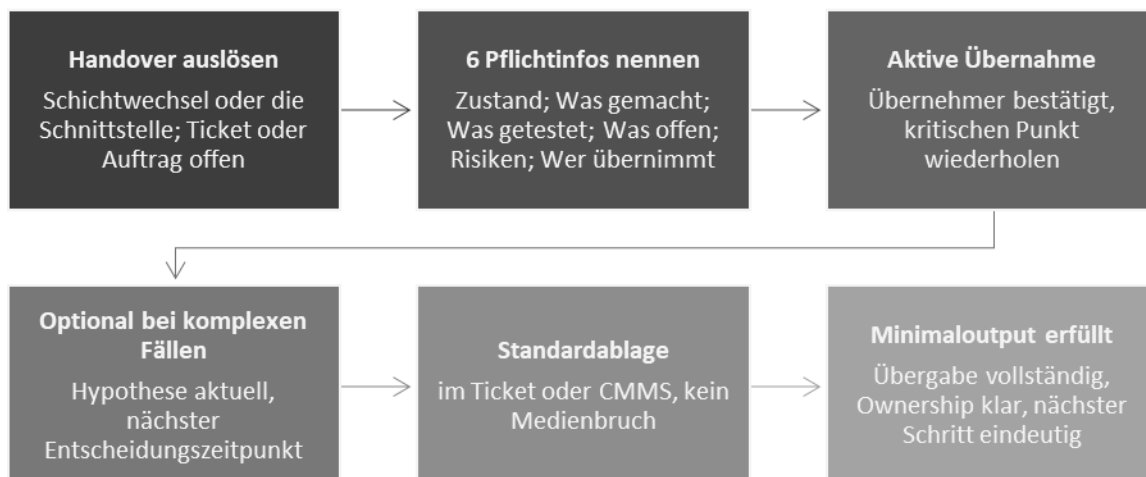 Handover auslösen
Schichtwechsel oder die
Schnittstelle; Ticket oder
Auftrag offen
6 Pflichtinfos nennen
Zustand; Was gemacht;
Was getestet; Was offen;
Risiken; Wer übernimmt
Aktive Übernahme
Übernehmer bestätigt,
kritischen Punkt
wiederholen
Optional bei komplexen
Fällen
Hypothese aktuell,
nächster
Entscheidungszeitpunkt
Standardablage
im Ticket oder CMMS, kein
Medienbruch
Minimaloutput erfüllt
Übergabe vollständig,
Ownership klar, nächster
Schritt eindeutig